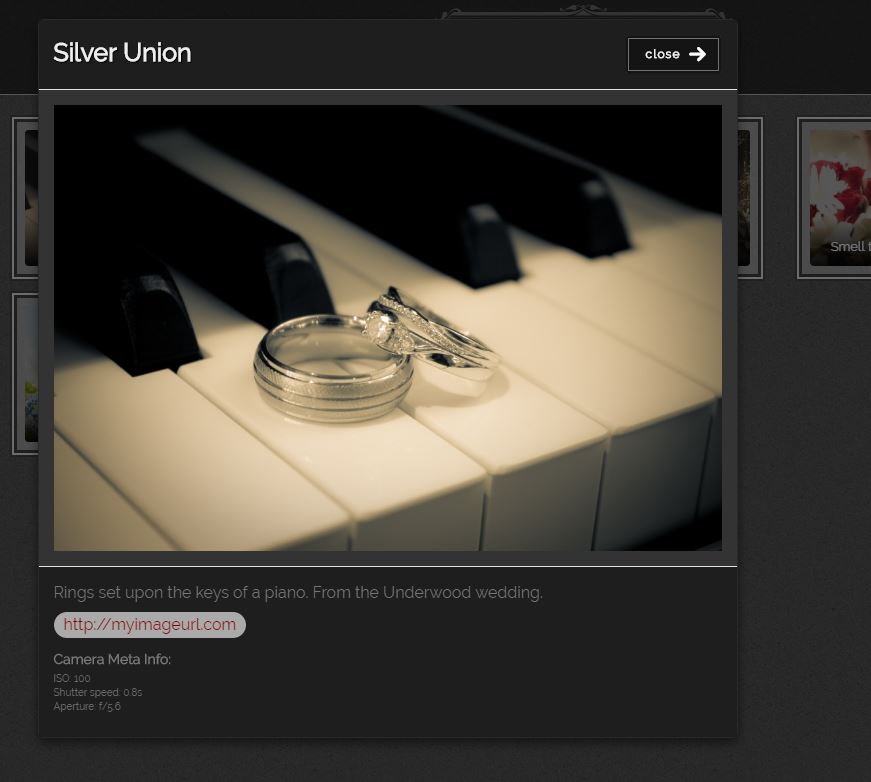 Silver Union
close
Smell
Rings set upon the keys of a piano. From the Underwood wedding.
http://myimageurl.com
Camera Meta Info:
ISO: 100
Shutter speed: 0.8s
Aperture: f/5.6